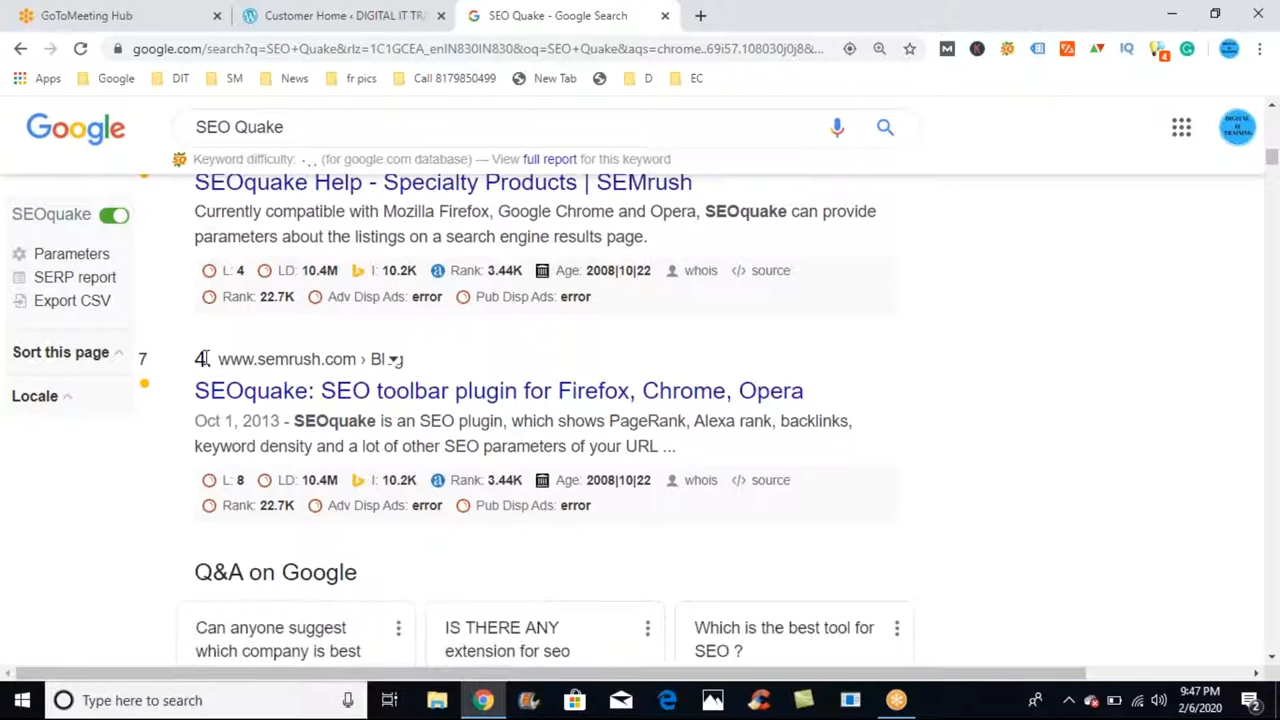 GoToMeeting Hub
Customer Home ‹ DIGITAL IT TRA
SEO Quake - Google Search
google.com/search?q=SEO+Quake&rlz=1C1GCEA_enIN830IN830&oq=SEO+Quake&aqs=chrome..69i57.108030j0j8&...
Apps Google DIT SM News fr pics Call 8179850499 New Tab D EC
Google
SEO Quake
DIGITAL IT TRAINING
Keyword difficulty: .. (for google.com database) — View full report for this keyword
SEOquake Help - Specialty Products | SEMrush
Currently compatible with Mozilla Firefox, Google Chrome and Opera, SEOquake can provide
parameters about the listings on a search engine results page.
L: 4 LD: 10.4M I: 10.2K Rank: 3.44K Age: 2008|10|22 whois </> source
Rank: 22.7K Adv Disp Ads: error Pub Disp Ads: error
SEOquake
Parameters
SERP report
Export CSV
Sort this page
Locale
7
4. www.semrush.com › Blog
SEOquake: SEO toolbar plugin for Firefox, Chrome, Opera
Oct 1, 2013 - SEOquake is an SEO plugin, which shows PageRank, Alexa rank, backlinks,
keyword density and a lot of other SEO parameters of your URL ...
L: 8 LD: 10.4M I: 10.2K Rank: 3.44K Age: 2008|10|22 whois </> source
Rank: 22.7K Adv Disp Ads: error Pub Disp Ads: error
Q&A on Google
Can anyone suggest
which company is best
IS THERE ANY
extension for seo
Which is the best tool for
SEO ?
Type here to search
9:47 PM
2/6/2020
2